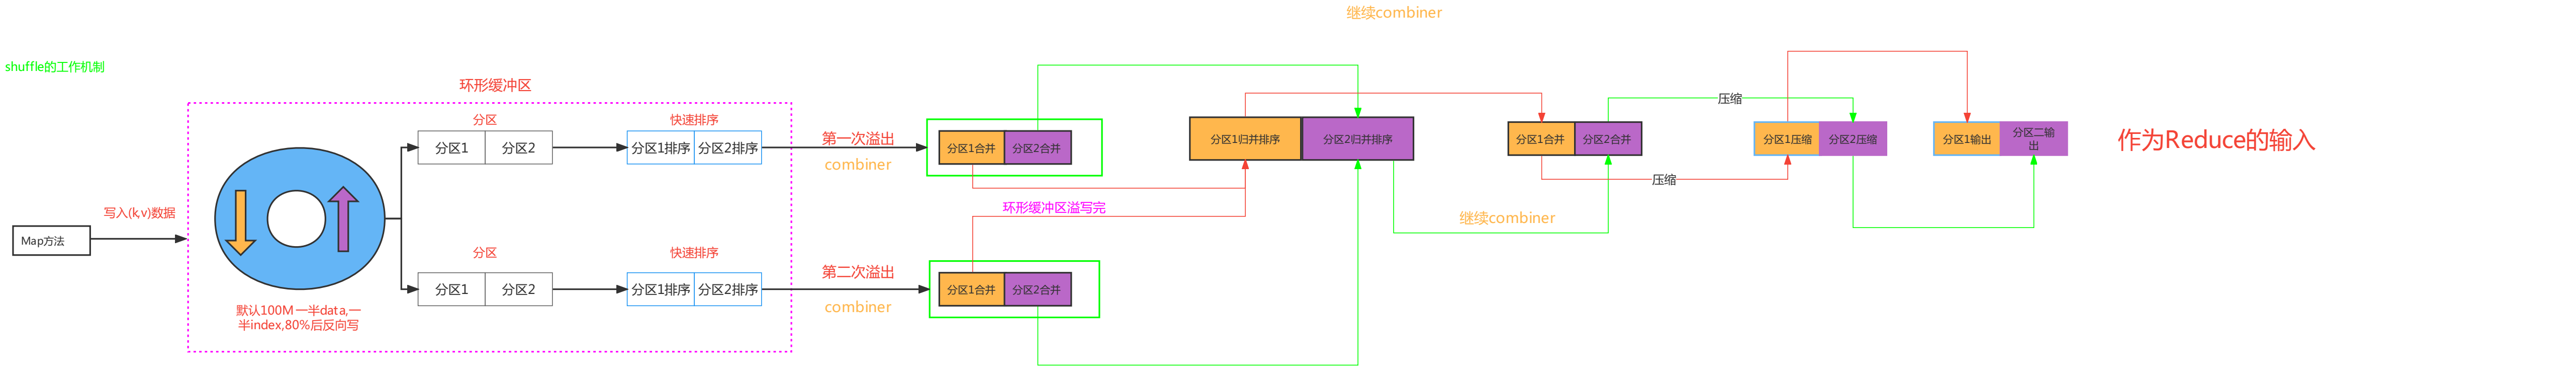 继续combiner
shuffle的工作机制
环形缓冲区
分区
快速排序
分区1
分区2
分区1排序
分区2排序
第一次溢出
combiner
分区1合并
分区2合并
分区1归并排序
分区2归并排序
分区1合并
分区2合并
压缩
压缩
分区1压缩
分区2压缩
分区1输出
分区二输
出
作为Reduce的输入
写入(k,v)数据
Map方法
环形缓冲区溢写完
继续combiner
分区
快速排序
分区1
分区2
分区1排序
分区2排序
第二次溢出
combiner
分区1合并
分区2合并
默认100M 一半data,一
半index,80%后反向写